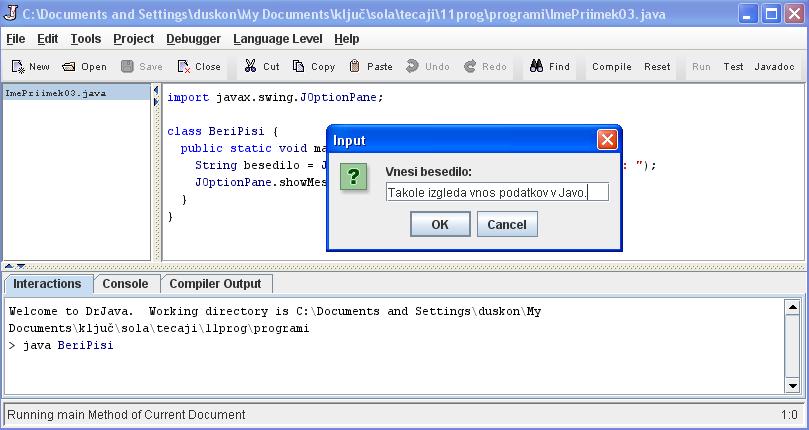 C:\Documents and Settings\duskon\My Documents\ključ\sola\tecaji\11prog\programi\ImePriimek03.java
File Edit Tools Project Debugger Language Level Help
New Open Save Close Cut Copy Paste Undo Redo Find Compile Reset Run Test Javadoc
ImePriimek03.java
import javax.swing.JOptionPane;
class BeriPisi {
public static void ma
String besedilo = J : ");
JOptionPane.showMes
}
}
Input
?
Vnesi besedilo:
Takole izgleda vnos podatkov v Javo.
OK Cancel
Interactions Console Compiler Output
Welcome to DrJava. Working directory is C:\Documents and Settings\duskon\My
Documents\ključ\sola\tecaji\11prog\programi
> java BeriPisi
Running main Method of Current Document 1:0